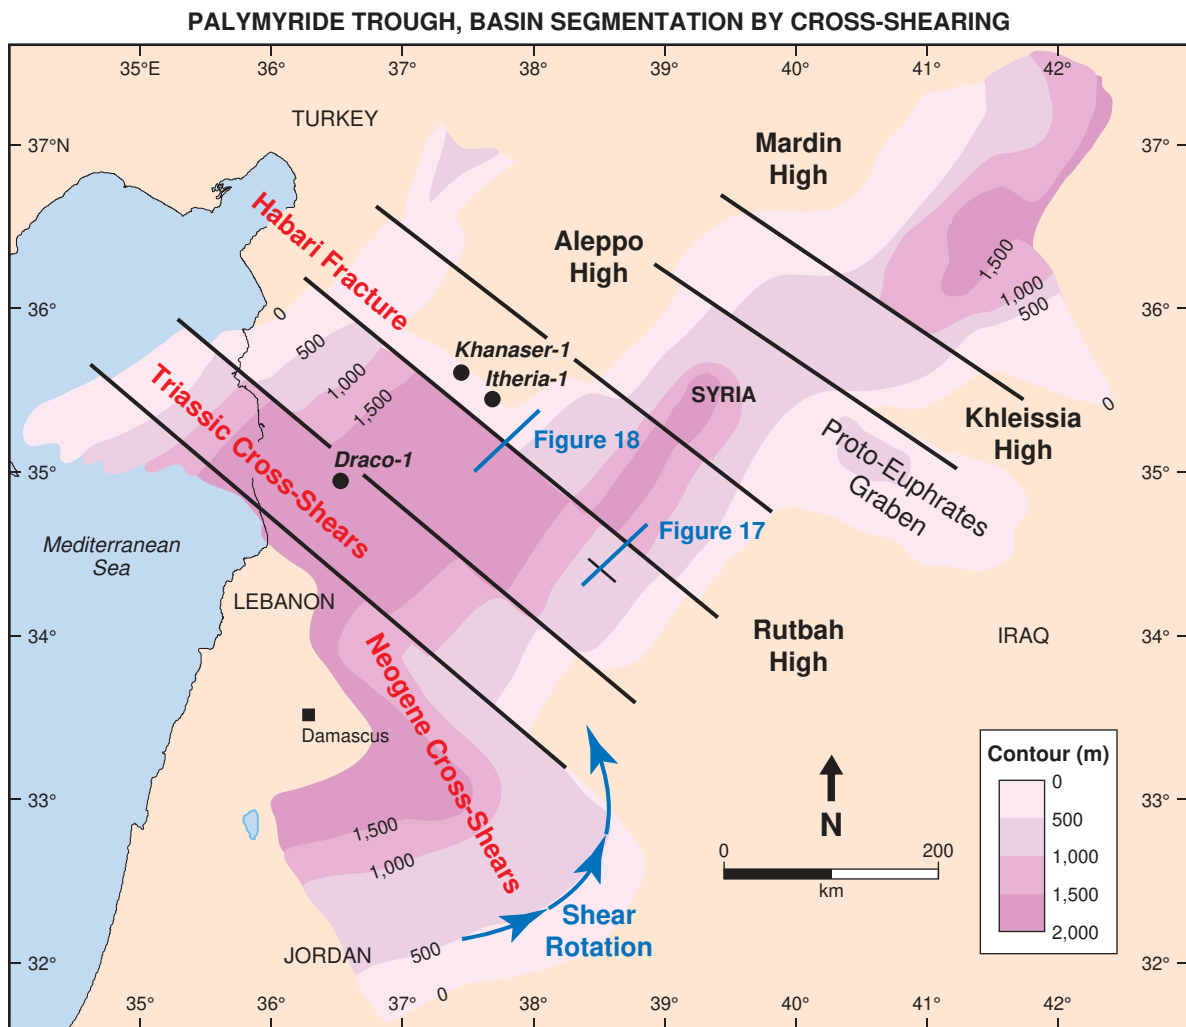 PALYMYRIDE TROUGH, BASIN SEGMENTATION BY CROSS-SHEARING
35°E
36°
37°
38°
39°
40°
41°
42°
TURKEY
37°N
37°
Mardin
High
Habari Fracture
Aleppo
High
1,500
1,000
500
36°
36°
0
500
1,000
1,500
Khanaser-1
Itheria-1
Triassic Cross-Shears
SYRIA
0
Khleissia
High
Figure 18
Proto-Euphrates
Graben
35°
35°
Draco-1
Figure 17
Mediterranean
Sea
LEBANON
34°
34°
Rutbah
High
IRAQ
Neogene Cross-Shears
Damascus
Contour (m)
0
500
1,000
1,500
2,000
33°
33°
N
1,500
1,000
0
200
km
Shear
Rotation
JORDAN
500
0
32°
32°
35°
36°
37°
38°
39°
40°
41°
42°